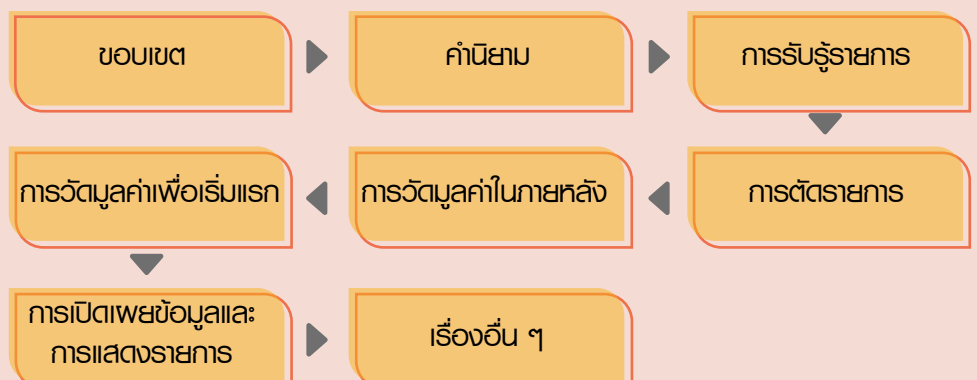 ขอบเขต
คำนิยาม
การรับรู้รายการ
การตัดรายการ
การวัดมูลค่าในภายหลัง
การวัดมูลค่าเพื่อเริ่มแรก
การเปิดเผยข้อมูลและ
การแสดงรายการ
เรื่องอื่น ๆ